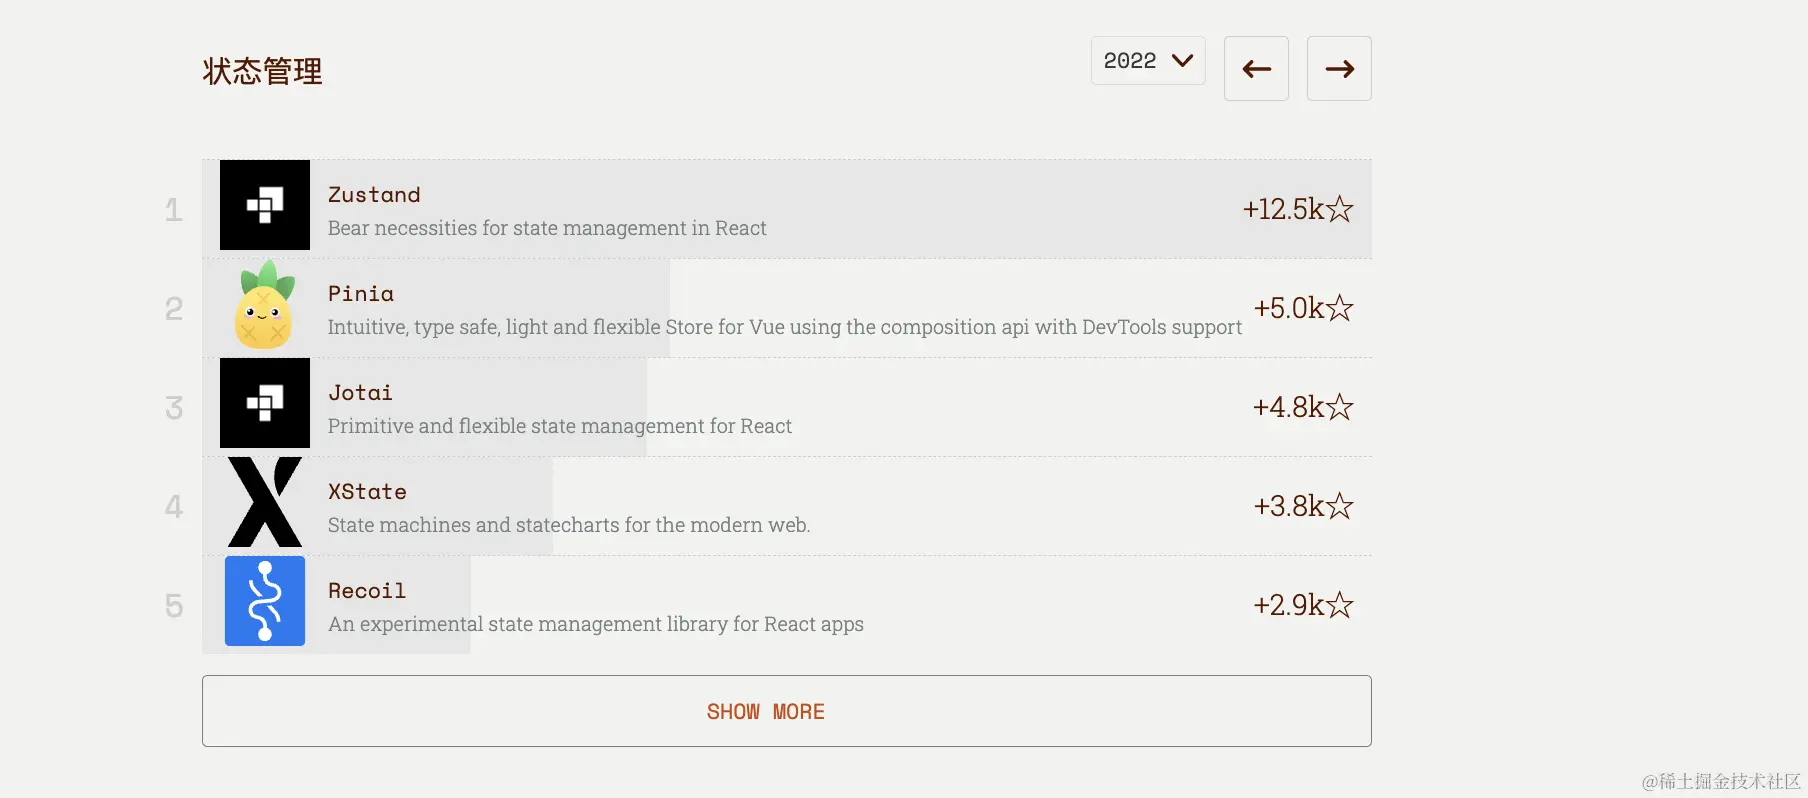 状态管理
2022
1
Zustand
Bear necessities for state management in React
+12.5k☆
2
Pinia
Intuitive, type safe, light and flexible Store for Vue using the composition api with DevTools support
+5.0k☆
3
Jotai
Primitive and flexible state management for React
+4.8k☆
4
XState
State machines and statecharts for the modern web.
+3.8k☆
5
Recoil
An experimental state management library for React apps
+2.9k☆
SHOW MORE
@稀土掘金技术社区